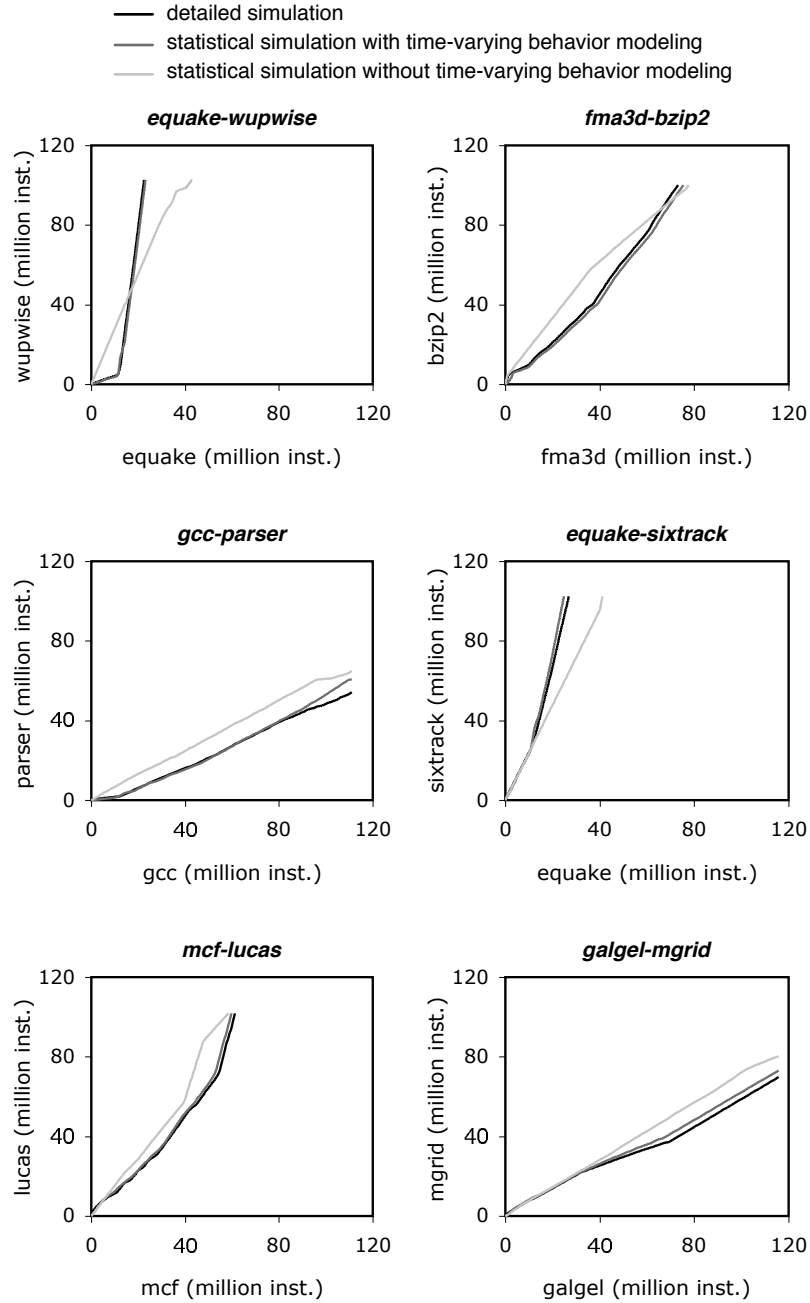 detailed simulation
statistical simulation with time-varying behavior modeling
statistical simulation without time-varying behavior modeling
equake-wupwise
120
80
40
0
wupwise (million inst.)
0 40 80 120
equake (million inst.)
fma3d-bzip2
120
80
40
0
bzip2 (million inst.)
0 40 80 120
fma3d (million inst.)
gcc-parser
120
80
40
0
parser (million inst.)
0 40 80 120
gcc (million inst.)
equake-sixtrack
120
80
40
0
sixtrack (million inst.)
0 40 80 120
equake (million inst.)
mcf-lucas
120
80
40
0
lucas (million inst.)
0 40 80 120
mcf (million inst.)
galgel-mgrid
120
80
40
0
mgrid (million inst.)
0 40 80 120
galgel (million inst.)